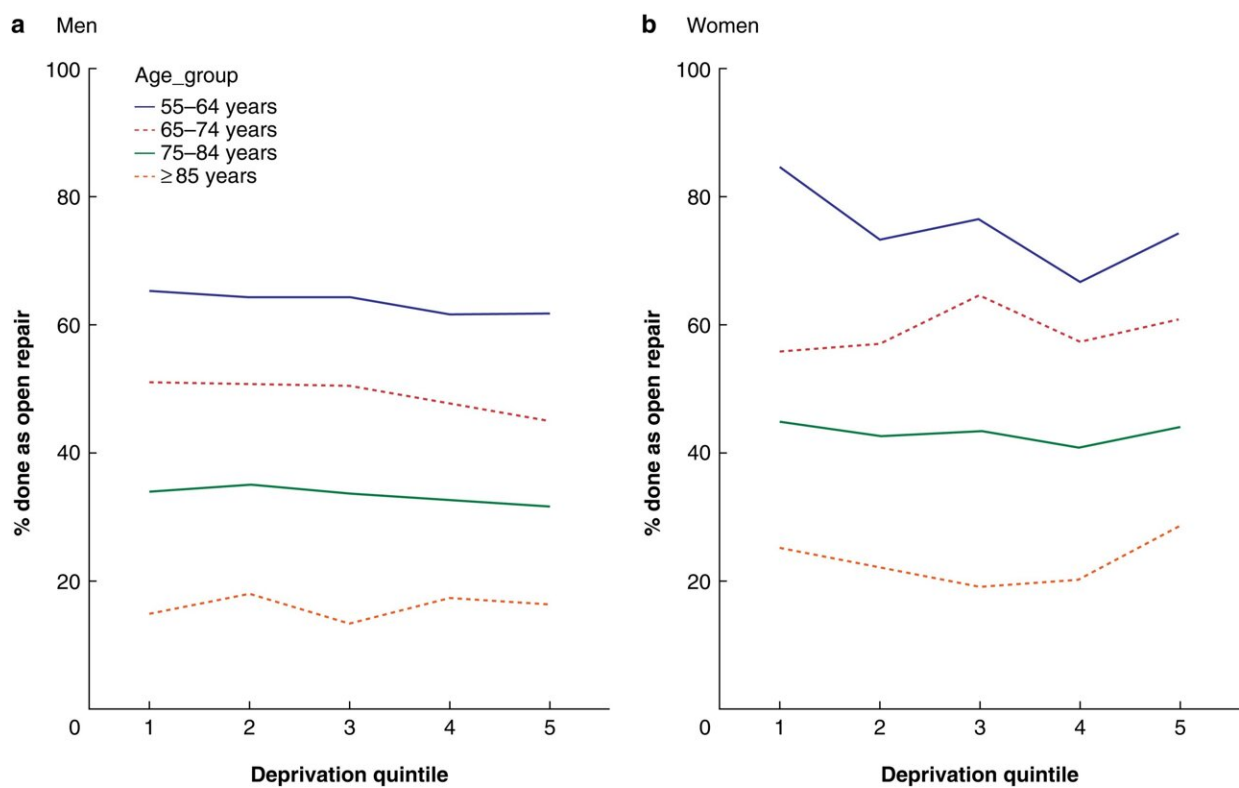 a Men
100
80
60
40
20
0
% done as open repair
Age_group
55–64 years
65–74 years
75–84 years
≥85 years
1 2 3 4 5
Deprivation quintile
b Women
100
80
60
40
20
0
% done as open repair
1 2 3 4 5
Deprivation quintile